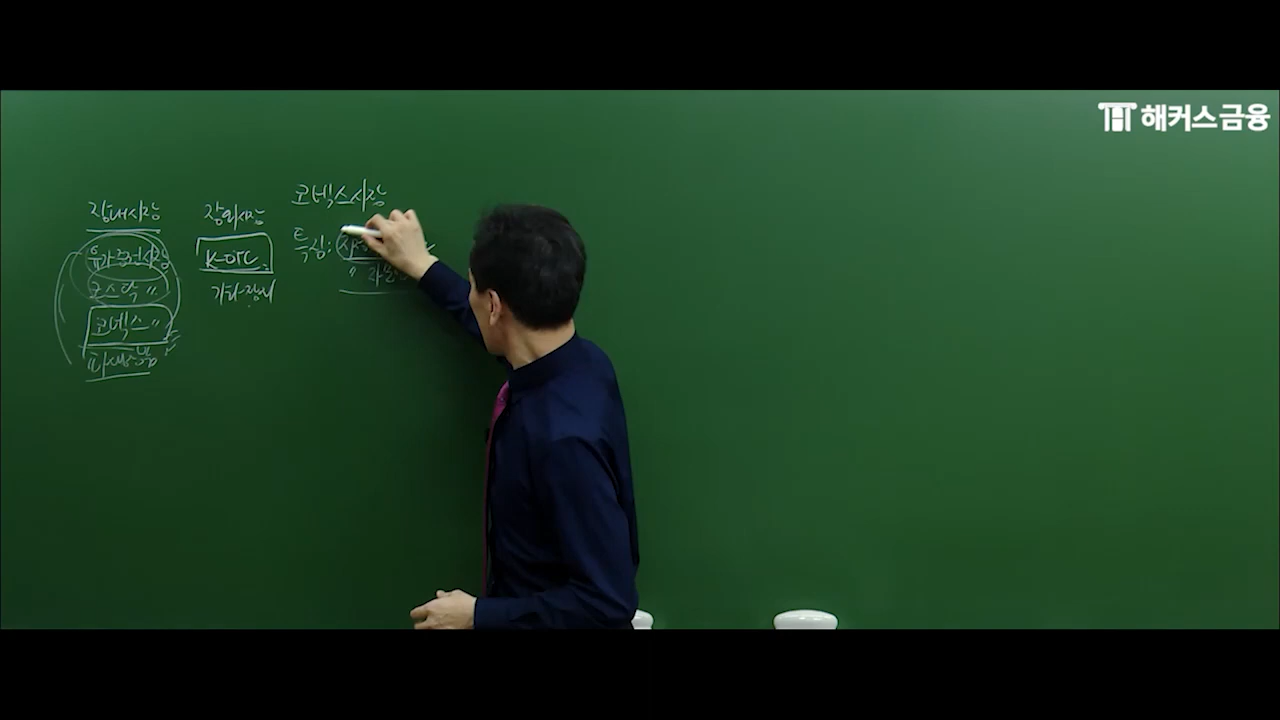 해커스금융
장내시장
유가증권시장
코스닥 〃
코넥스 〃
파생상품
장외시장
K-OTC
기타장외
코넥스시장
특징: